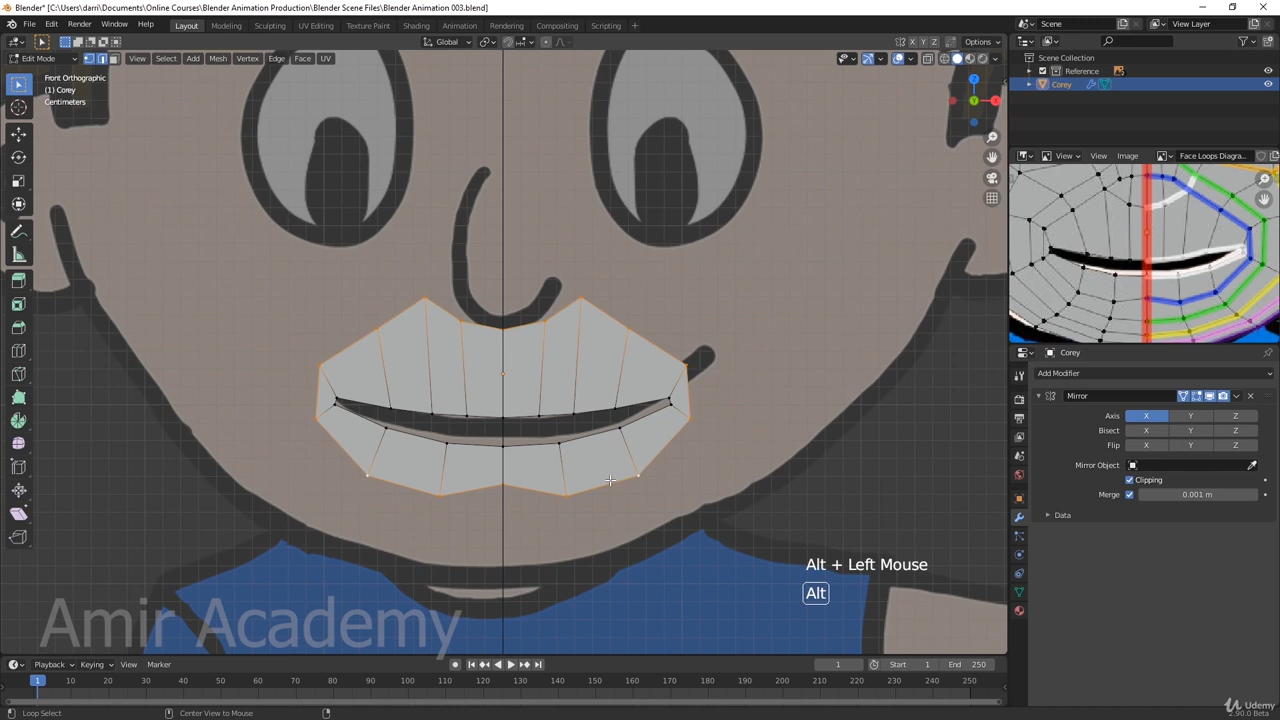 Blender* [C:\Users\darri\Documents\Online Courses\Blender Animation Production\Blender Scene Files\Blender Animation 003.blend]
File Edit Render Window Help Layout Modeling Sculpting UV Editing Texture Paint Shading Animation Rendering Compositing Scripting +
Scene View Layer
Global Options
X Y Z
Edit Mode View Select Add Mesh Vertex Edge Face UV
Front Orthographic
(1) Corey
Centimeters
Scene Collection
Reference
Corey
View View Image Face Loops Diagra...
Corey
Add Modifier
Mirror
Axis X Y Z
Bisect X Y Z
Flip X Y Z
Mirror Object
Clipping
Merge 0.001 m
Data
Alt + Left Mouse
Alt
Amir Academy
Playback Keying View Marker 1 Start 1 End 250
1 10 20 30 40 50 60 70 80 90 100 110 120 130 140 150 160 170 180 190 200 210 220 230 240 250
Loop Select Center View to Mouse 2.90.0 Beta
Udemy